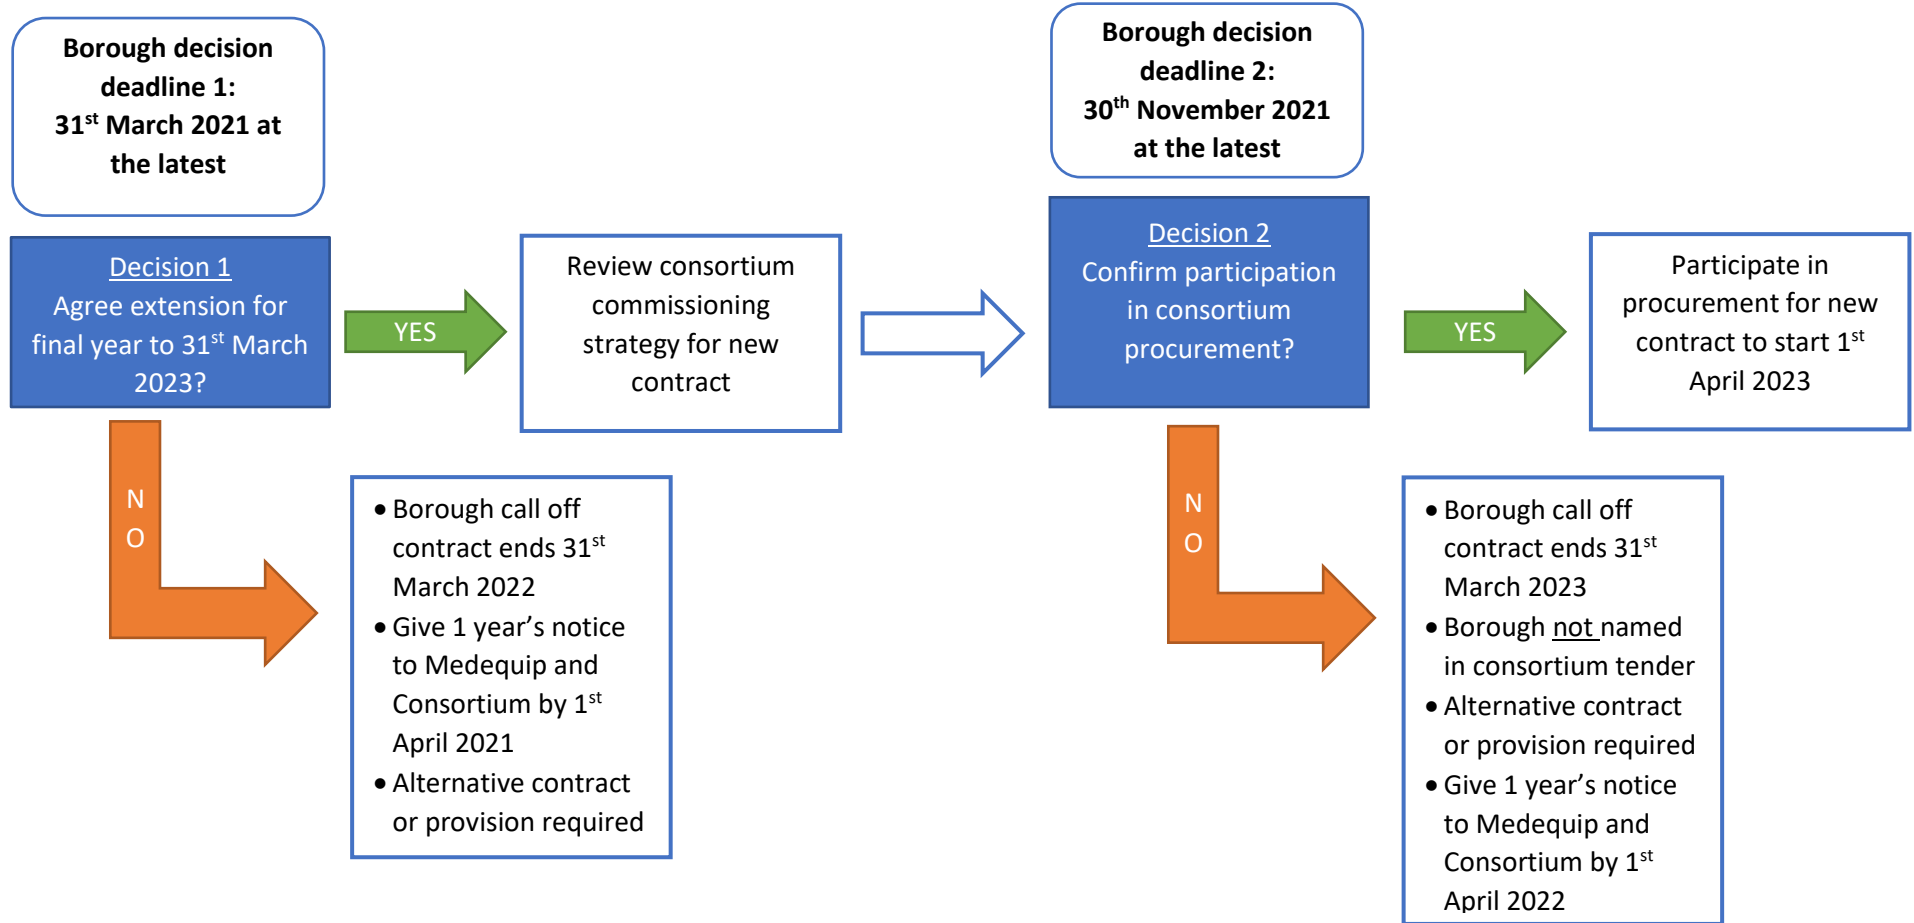 Borough decision
deadline 1:
31st March 2021 at
the latest
Decision 1
Agree extension for
final year to 31st March
2023?
YES
N
O
Review consortium
commissioning
strategy for new
contract
• Borough call off
contract ends 31st
March 2022
• Give 1 year’s notice
to Medequip and
Consortium by 1st
April 2021
• Alternative contract
or provision required
Borough decision
deadline 2:
30th November 2021
at the latest
Decision 2
Confirm participation
in consortium
procurement?
YES
N
O
Participate in
procurement for new
contract to start 1st
April 2023
• Borough call off
contract ends 31st
March 2023
• Borough not named
in consortium tender
• Alternative contract
or provision required
• Give 1 year’s notice
to Medequip and
Consortium by 1st
April 2022